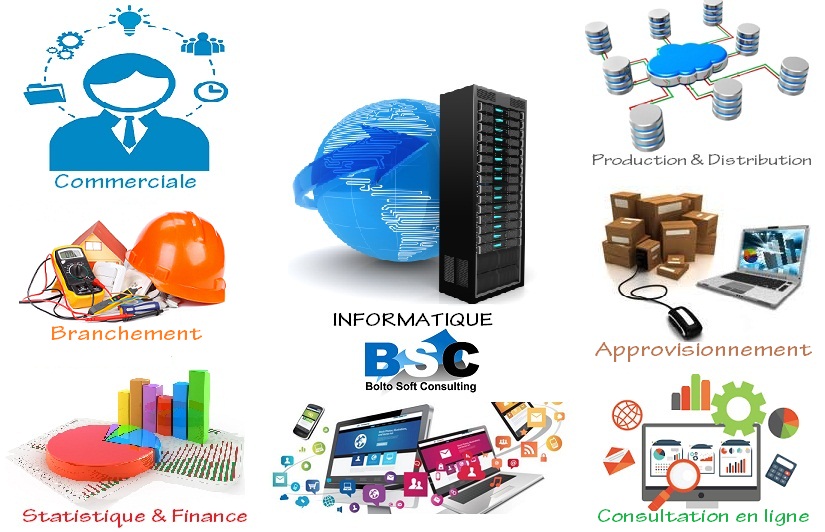 Commerciale
Production & Distribution
Branchement
INFORMATIQUE
Approvisionnement
BSC
Bolto Soft Consulting
Statistique & Finance
Consultation en ligne